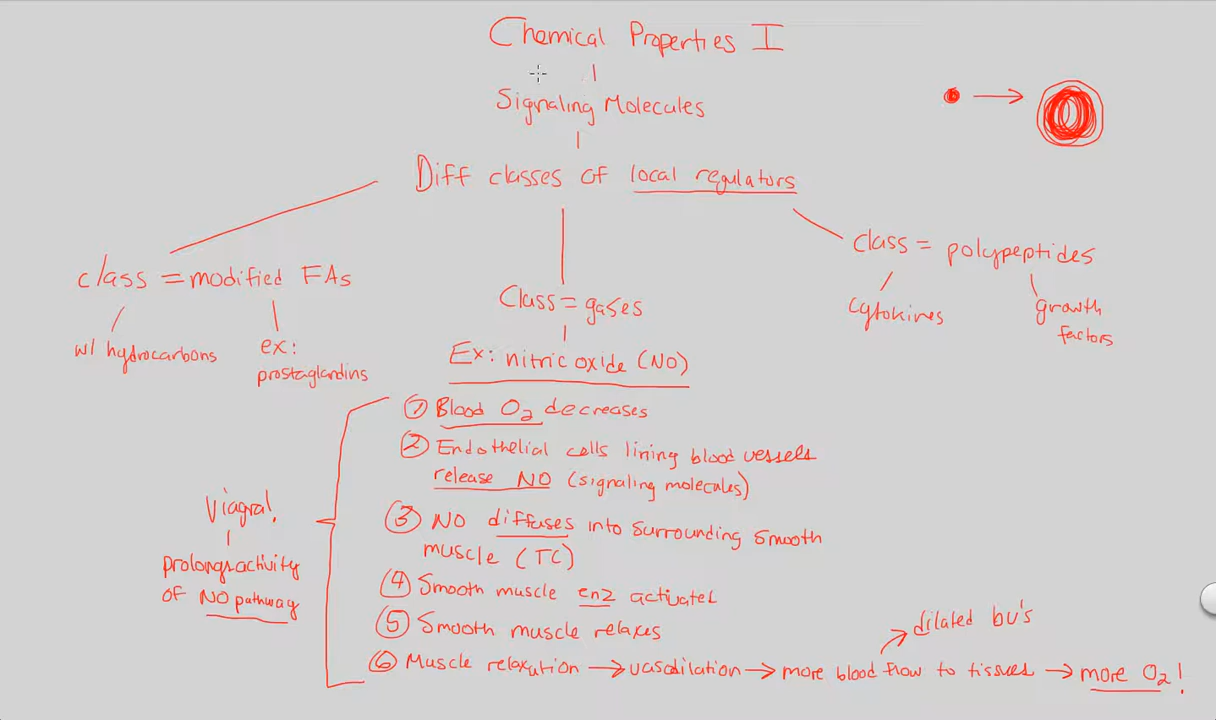 Chemical Properties I
Signaling Molecules
Diff classes of local regulators
class = modified FAs
w/ hydrocarbons
ex:
prostaglandins
Class = gases
Ex: nitric oxide (NO)
class = polypeptides
cytokines
growth
factors
① Blood O₂ decreases
② Endothelial cells lining blood vessels
release NO (signaling molecules)
③ NO diffuses into surrounding smooth
muscle (TC)
④ Smooth muscle enz activated
⑤ Smooth muscle relaxes
⑥ Muscle relaxation → vasodilation → more blood flow to tissues → more O₂!
dilated bv's
Viagra!
prolongs activity
of NO pathway